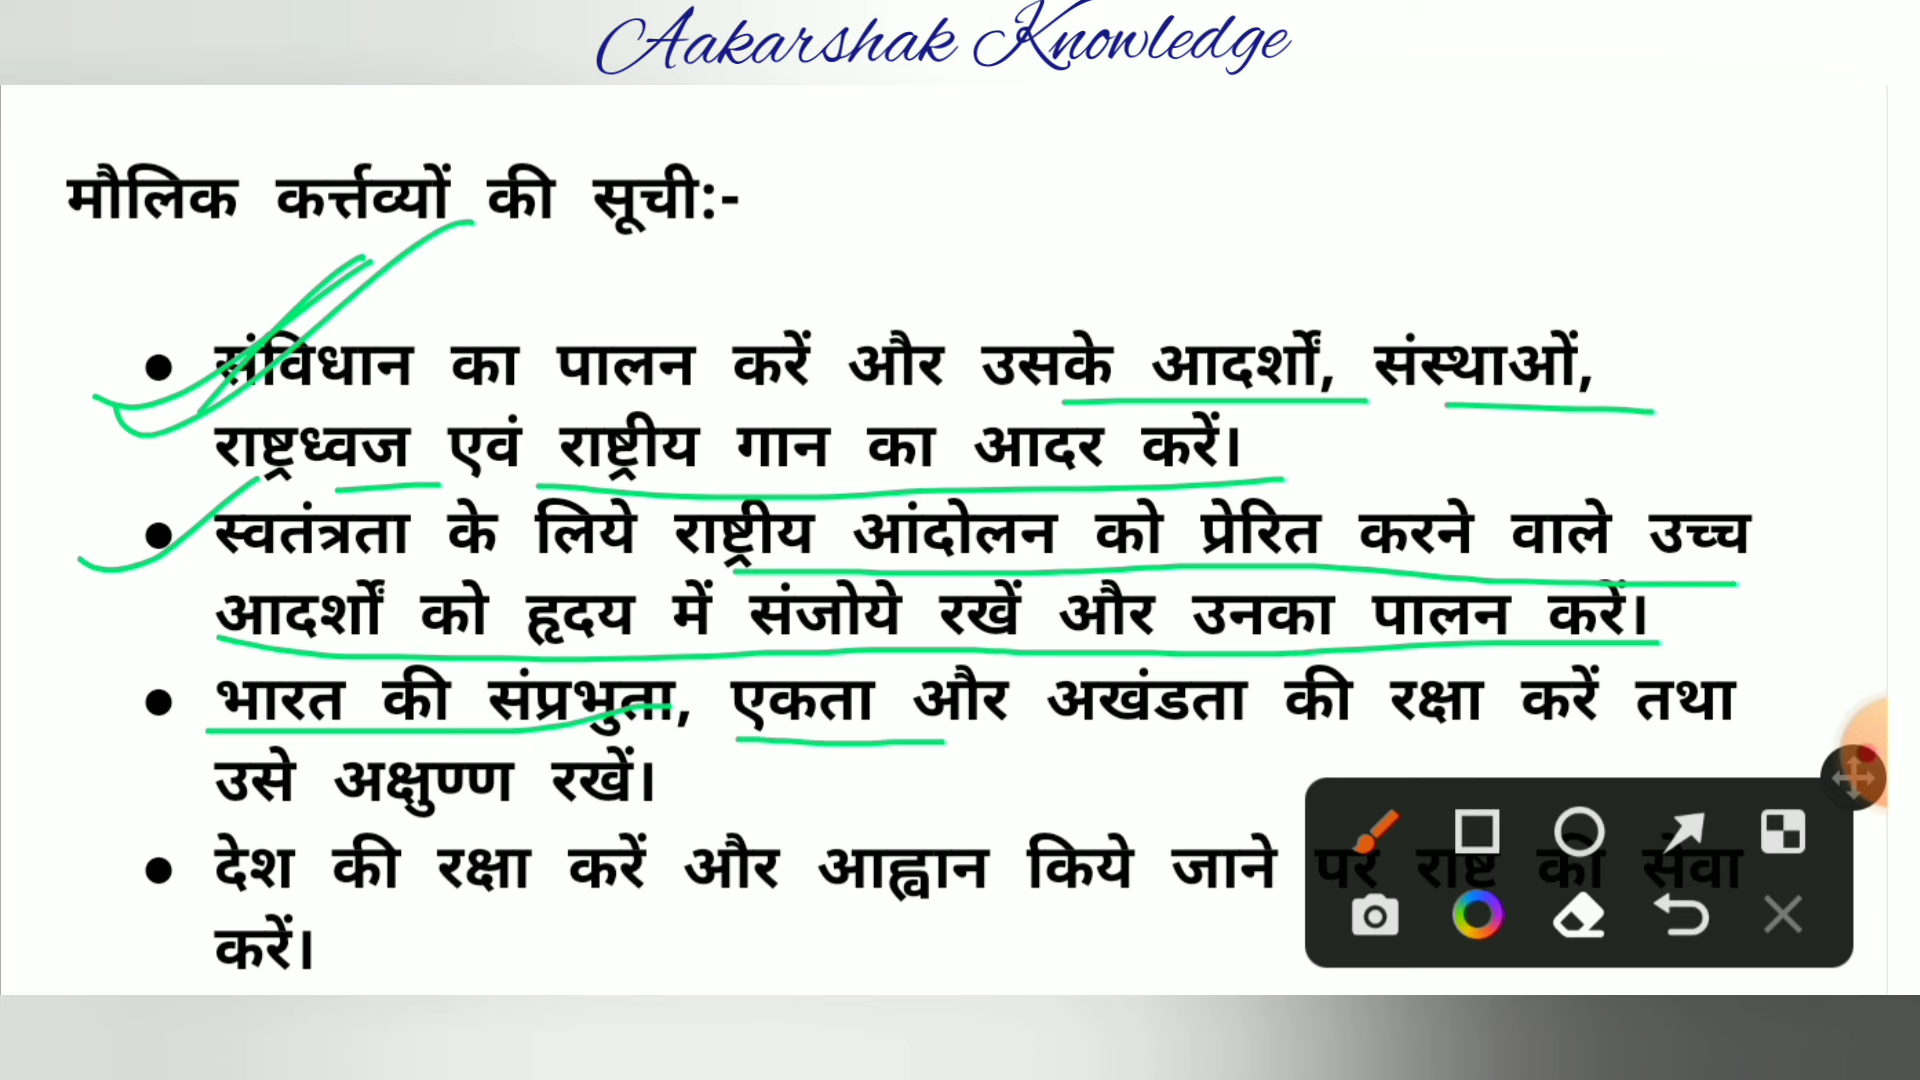 Aakarshak Knowledge
मौलिक कर्त्तव्यों की सूची:-
● संविधान का पालन करें और उसके आदर्शों, संस्थाओं,
राष्ट्रध्वज एवं राष्ट्रीय गान का आदर करें।
● स्वतंत्रता के लिये राष्ट्रीय आंदोलन को प्रेरित करने वाले उच्च
आदर्शों को हृदय में संजोये रखें और उनका पालन करें।
● भारत की संप्रभुता, एकता और अखंडता की रक्षा करें तथा
उसे अक्षुण्ण रखें।
● देश की रक्षा करें और आह्वान किये जाने पर राष्ट्र की सेवा
करें।